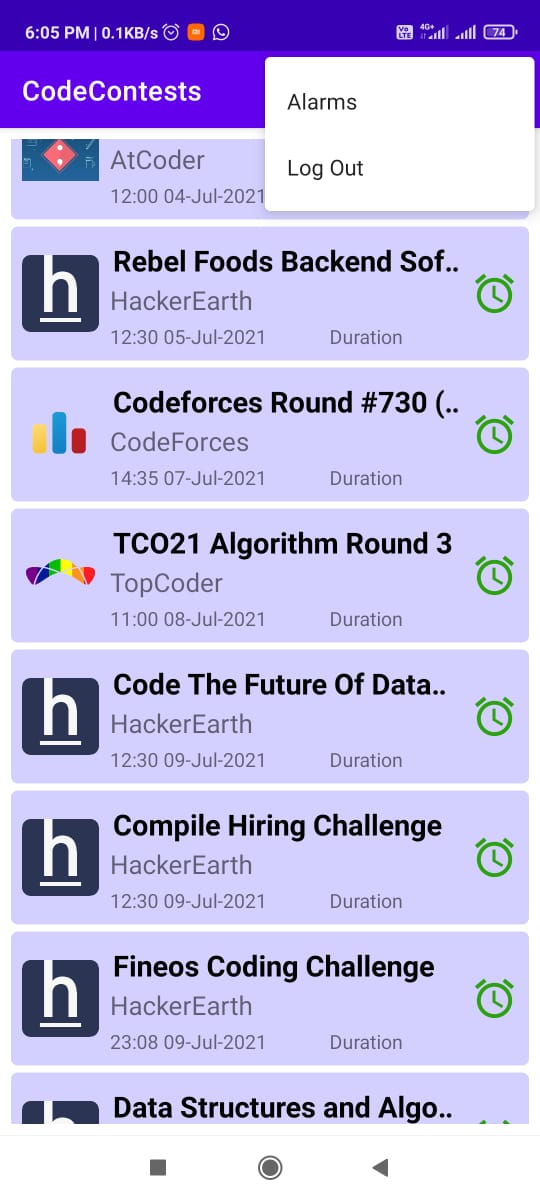 6:05 PM | 0.1KB/s
Vo LTE 4G+ 74
CodeContests
Alarms
Log Out
AtCoder
12:00 04-Jul-2021
h
Rebel Foods Backend Sof..
HackerEarth
12:30 05-Jul-2021 Duration
Codeforces Round #730 (..
CodeForces
14:35 07-Jul-2021 Duration
TCO21 Algorithm Round 3
TopCoder
11:00 08-Jul-2021 Duration
h
Code The Future Of Data..
HackerEarth
12:30 09-Jul-2021 Duration
h
Compile Hiring Challenge
HackerEarth
12:30 09-Jul-2021 Duration
h
Fineos Coding Challenge
HackerEarth
23:08 09-Jul-2021 Duration
Data Structures and Algo..